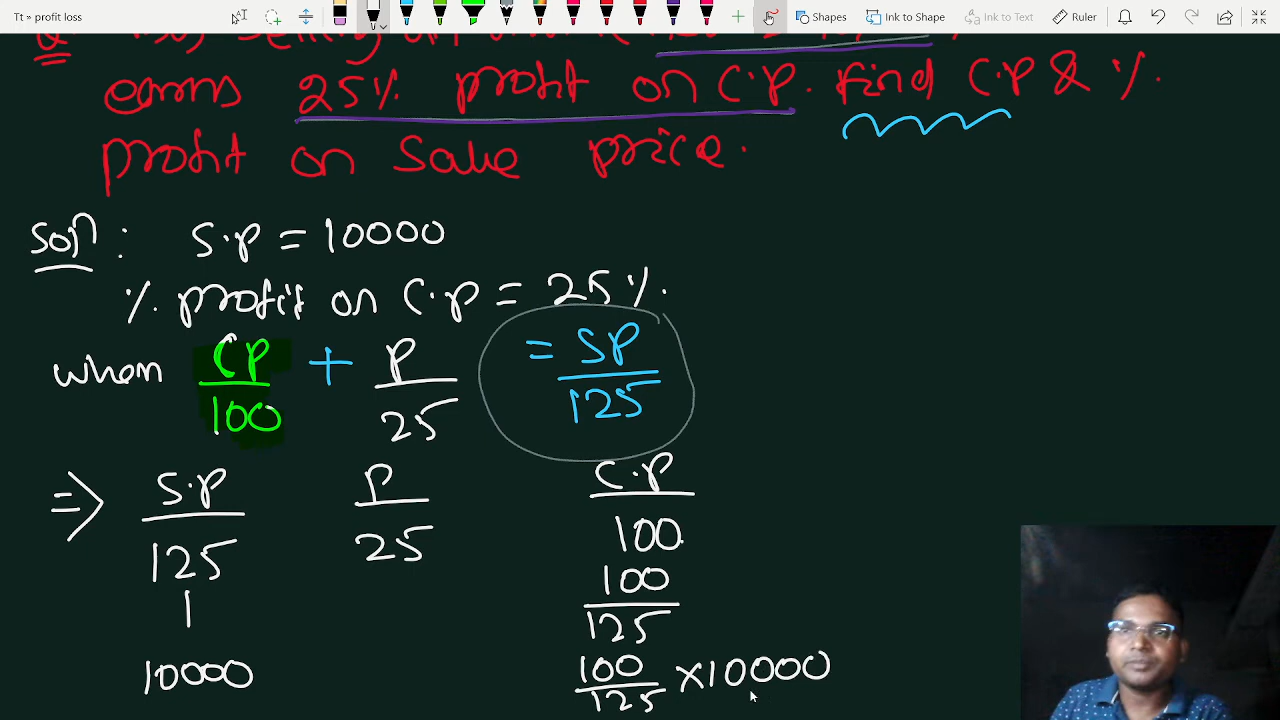 Tt » profit loss
Shapes Ink to Shape Ink to Text Ruler
earns 25% profit on C.P. Find C.P & %
profit on sale price.
Soln: S.P = 10000
% profit on C.P = 25%.
when CP + P = SP
100 25 125
=> S.P P C.P
125 25 100
1 100
125
10000 100 × 10000
125